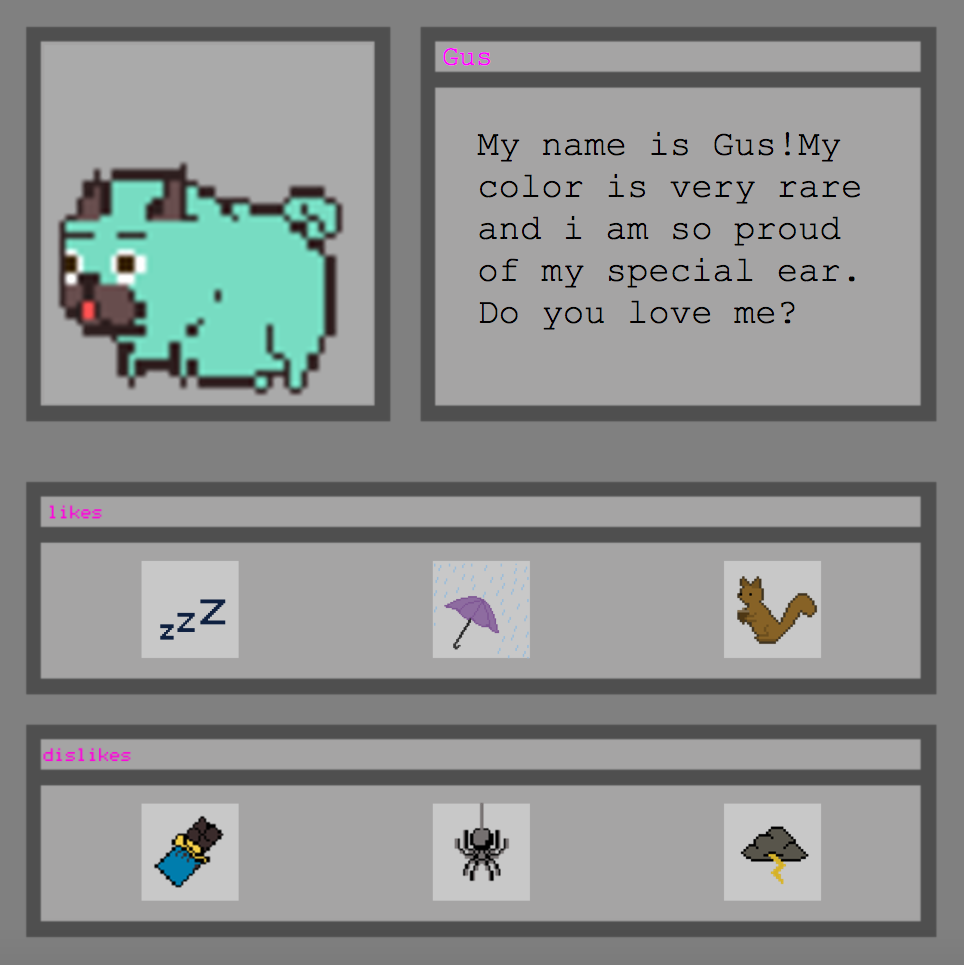 Gus
My name is Gus!My
color is very rare
and i am so proud
of my special ear.
Do you love me?
likes
zzZ
dislikes